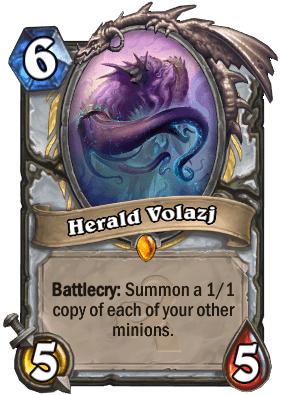 6
Herald Volazj
Battlecry: Summon a 1/1
copy of each of your other
minions.
5
5